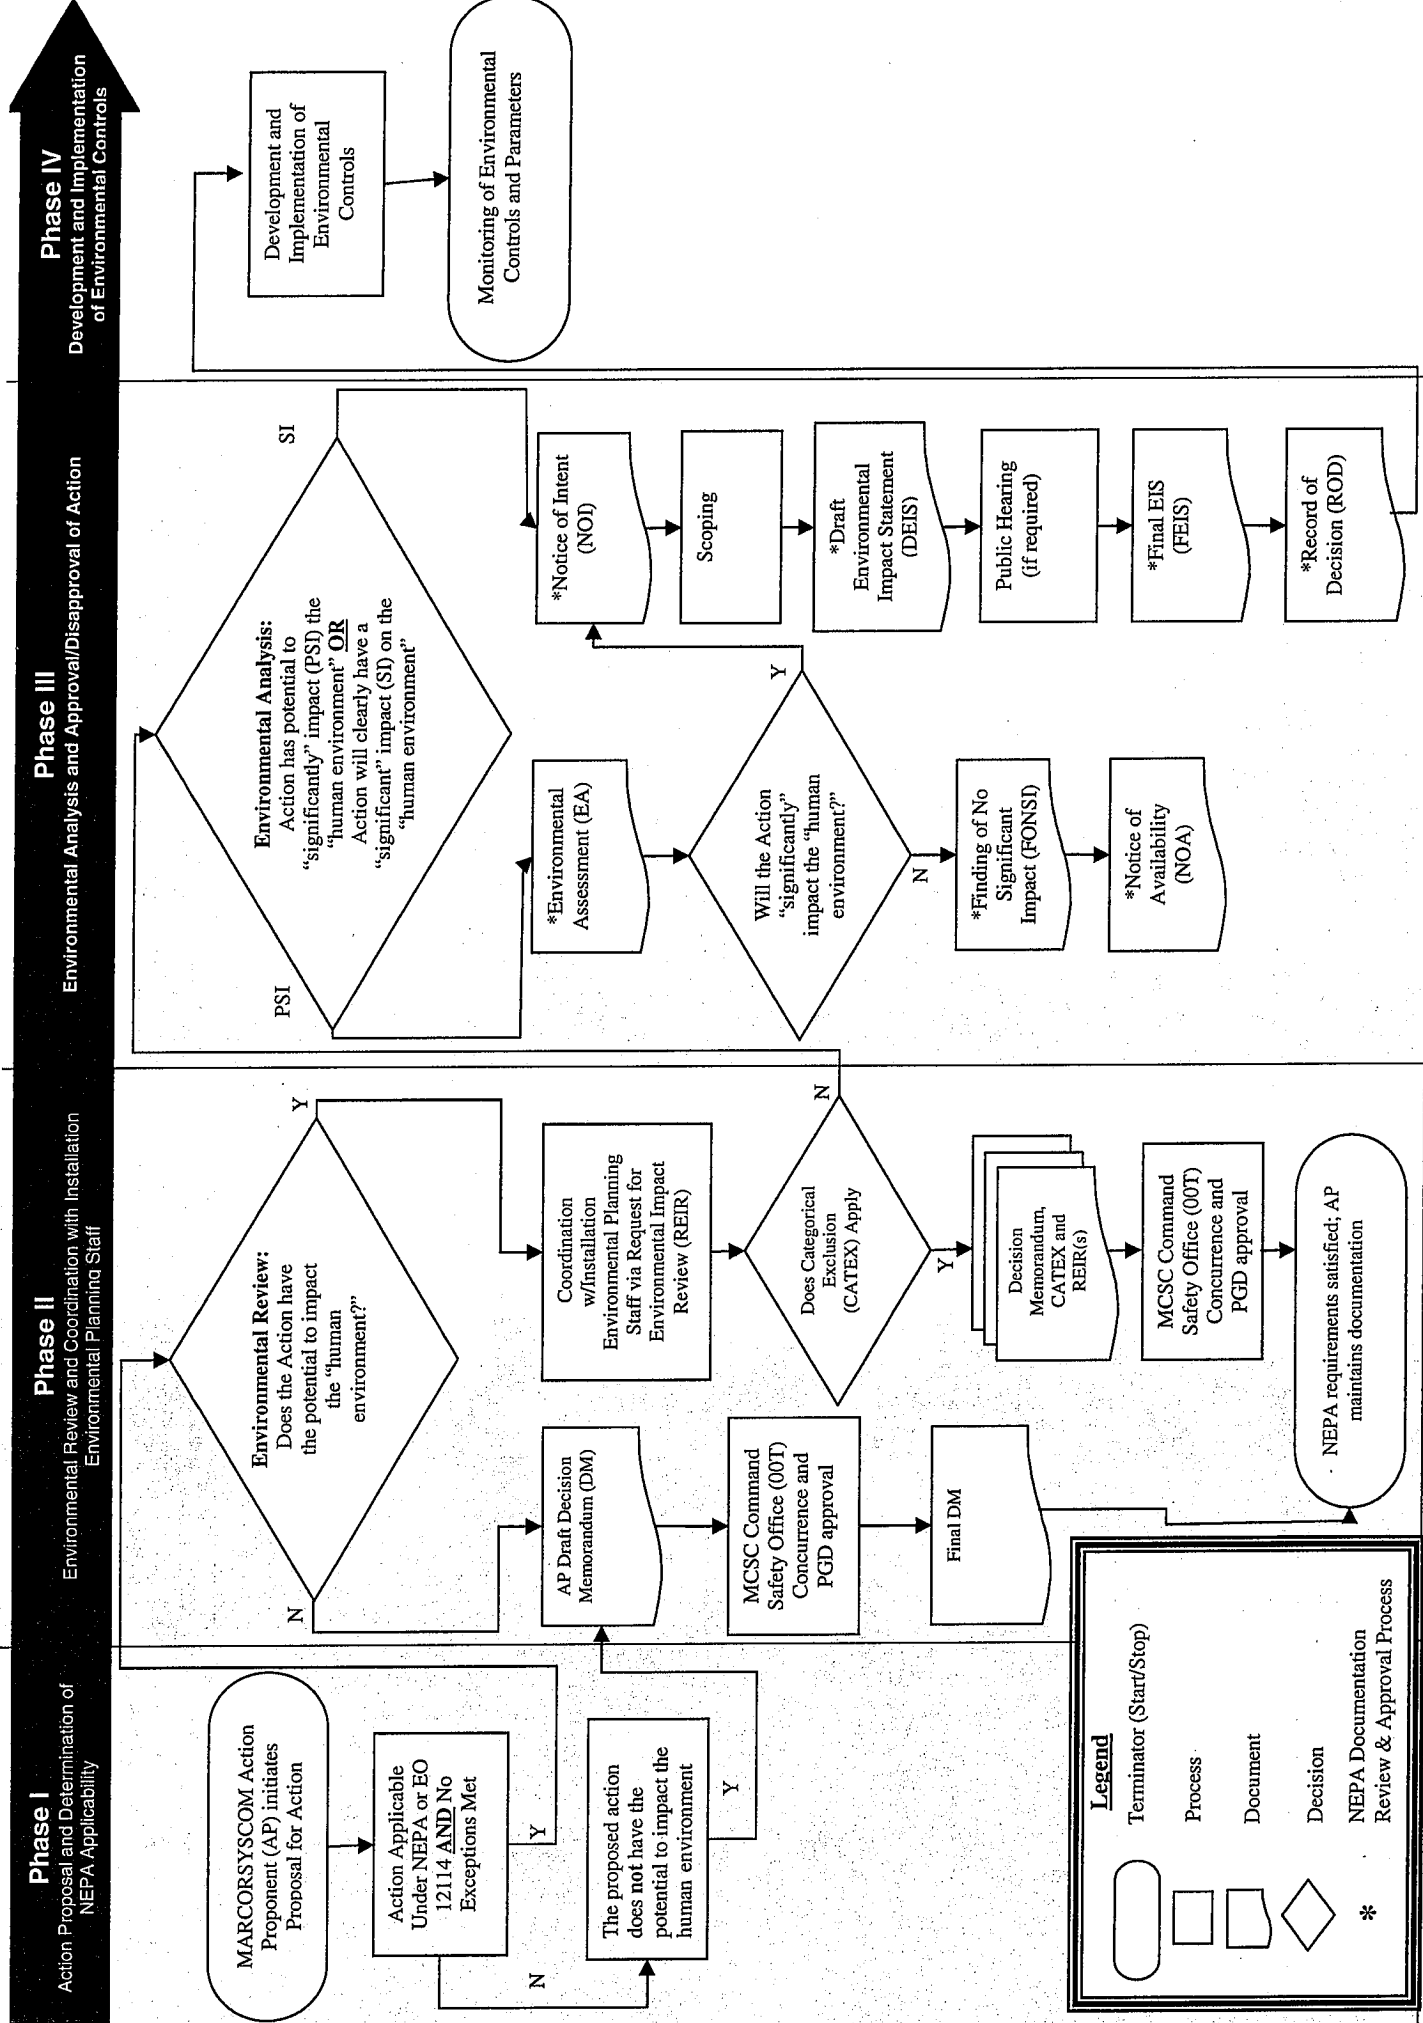 Phase I
Action Proposal and Determination of
NEPA Applicability
Phase II
Environmental Review and Coordination with Installation
Environmental Planning Staff
Phase III
Environmental Analysis and Approval/Disapproval of Action
Phase IV
Development and Implementation
of Environmental Controls
MARCORSYSCOM Action
Proponent (AP) initiates
Proposal for Action
Action Applicable
Under NEPA or EO
12114 AND No
Exceptions Met
N
Y
The proposed action
does not have the
potential to impact the
human environment
Y
Environmental Review:
Does the Action have
the potential to impact
the "human
environment?"
N
Y
AP Draft Decision
Memorandum (DM)
MCSC Command
Safety Office (00T)
Concurrence and
PGD approval
Final DM
Coordination
w/Installation
Environmental Planning
Staff via Request for
Environmental Impact
Review (REIR)
Does Categorical
Exclusion
(CATEX) Apply
N
Y
Decision
Memorandum,
CATEX and
REIR(s)
MCSC Command
Safety Office (00T)
Concurrence and
PGD approval
NEPA requirements satisfied; AP
maintains documentation
Environmental Analysis:
Action has potential to
"significantly" impact (PSI) the
"human environment" OR
Action will clearly have a
"significant" impact (SI) on the
"human environment"
PSI
SI
*Environmental
Assessment (EA)
Will the Action
"significantly"
impact the "human
environment?"
Y
N
*Finding of No
Significant
Impact (FONSI)
*Notice of
Availability
(NOA)
*Notice of Intent
(NOI)
Scoping
*Draft
Environmental
Impact Statement
(DEIS)
Public Hearing
(if required)
*Final EIS
(FEIS)
*Record of
Decision (ROD)
Development and
Implementation of
Environmental
Controls
Monitoring of Environmental
Controls and Parameters
Legend
Terminator (Start/Stop)
Process
Document
Decision
* NEPA Documentation
Review & Approval Process